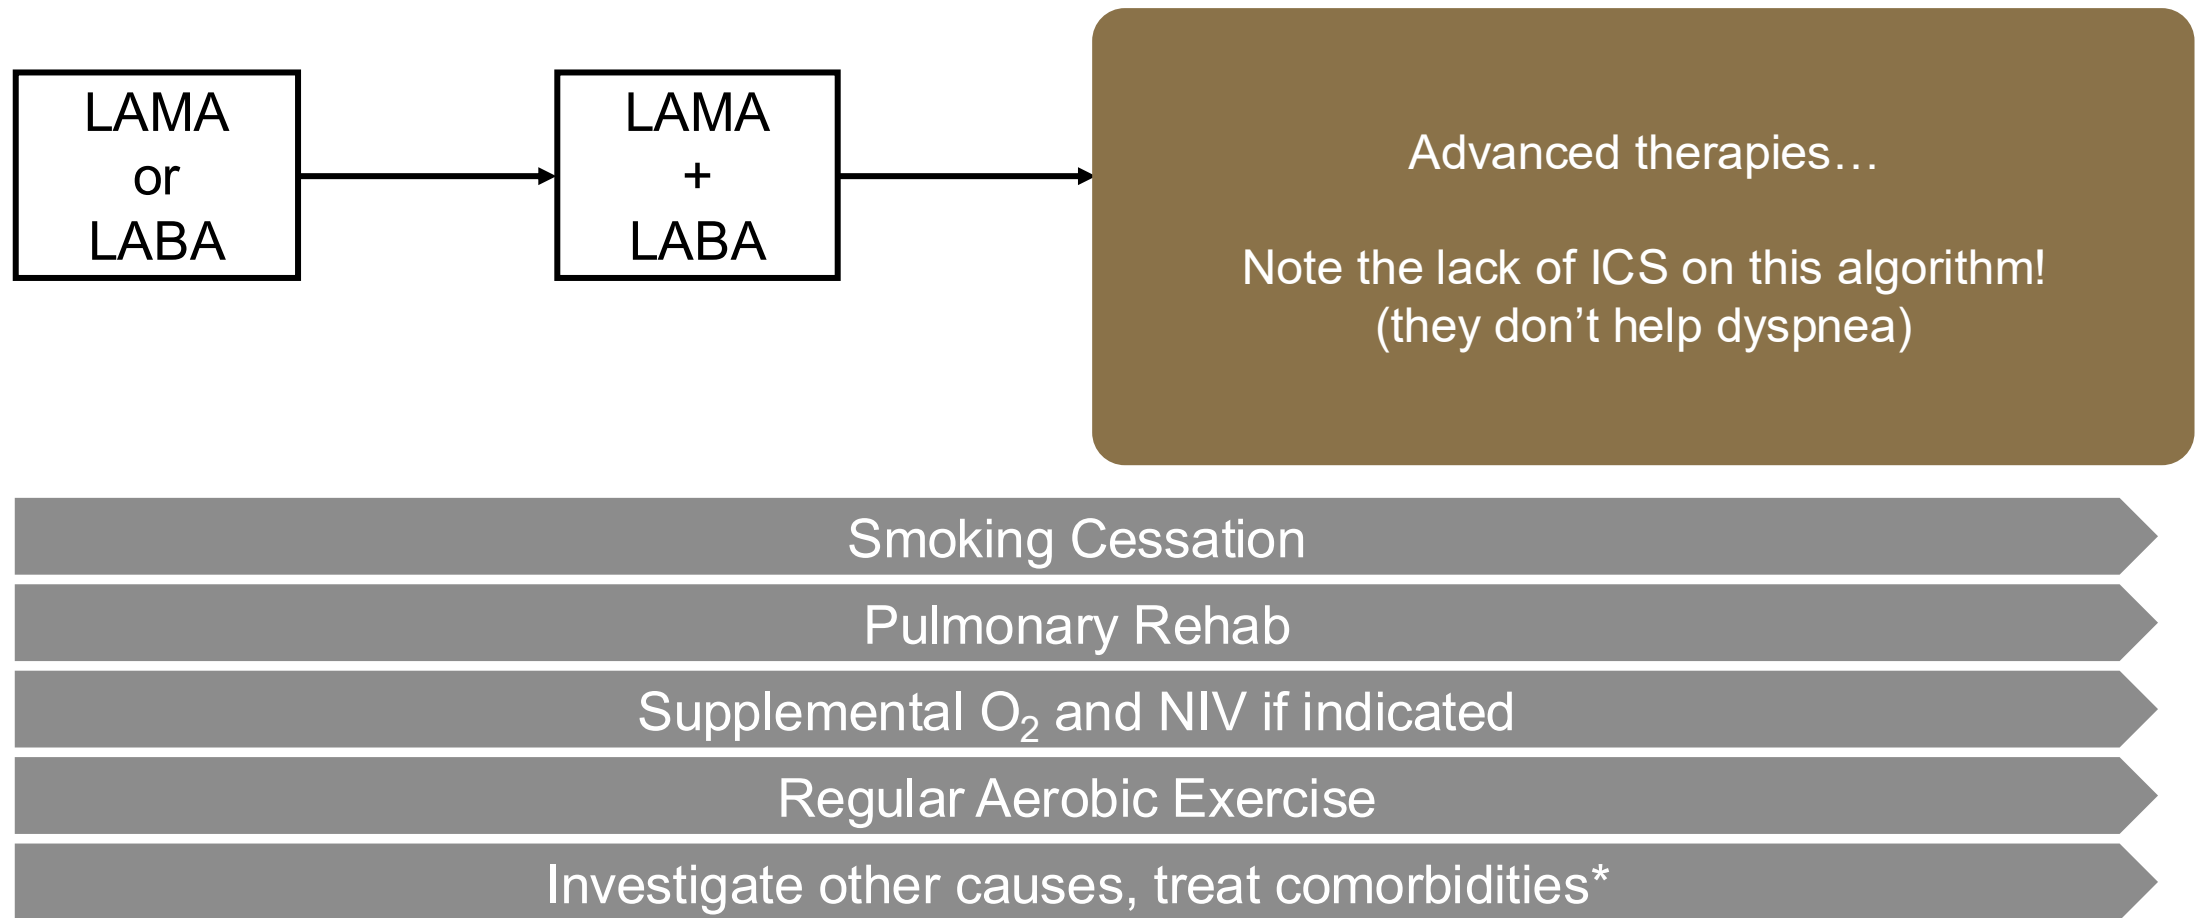 LAMA
or
LABA
LAMA
+
LABA
Advanced therapies…
Note the lack of ICS on this algorithm!
(they don’t help dyspnea)
Smoking Cessation
Pulmonary Rehab
Supplemental O₂ and NIV if indicated
Regular Aerobic Exercise
Investigate other causes, treat comorbidities*